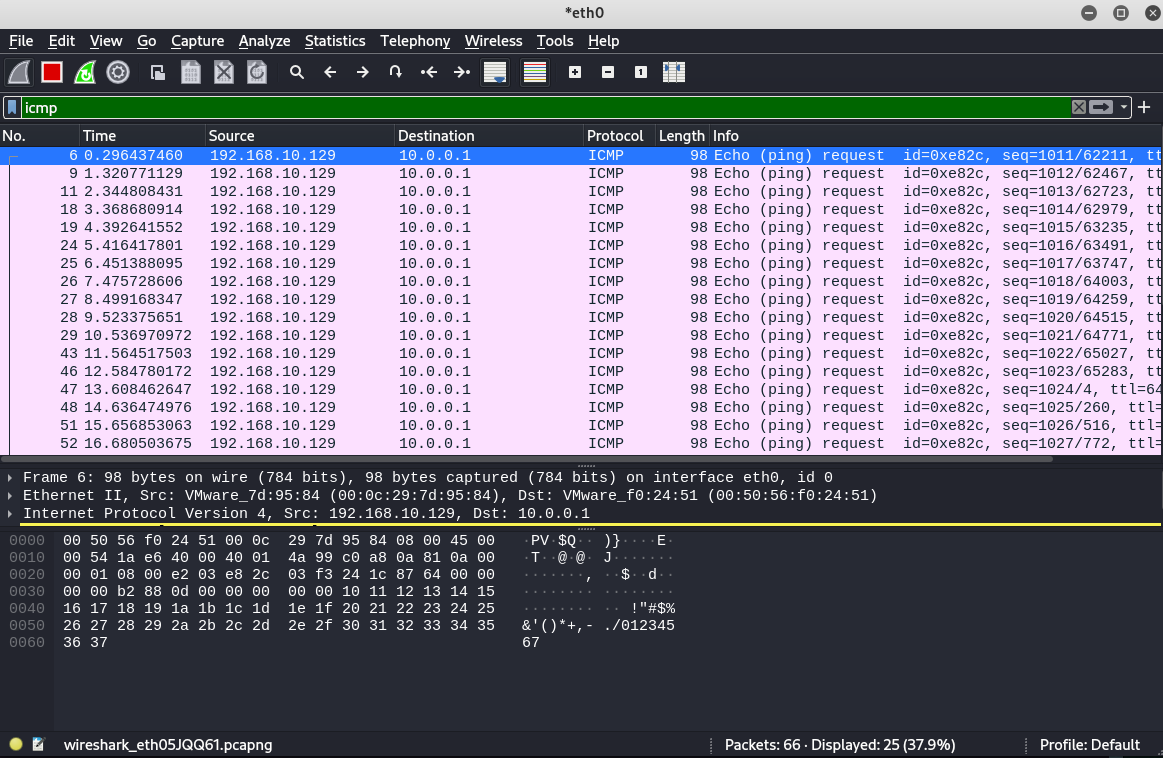 *eth0
File Edit View Go Capture Analyze Statistics Telephony Wireless Tools Help
icmp
No. Time Source Destination Protocol Length Info
6 0.296437460 192.168.10.129 10.0.0.1 ICMP 98 Echo (ping) request id=0xe82c, seq=1011/62211, tt
9 1.320771129 192.168.10.129 10.0.0.1 ICMP 98 Echo (ping) request id=0xe82c, seq=1012/62467, tt
11 2.344808431 192.168.10.129 10.0.0.1 ICMP 98 Echo (ping) request id=0xe82c, seq=1013/62723, tt
18 3.368680914 192.168.10.129 10.0.0.1 ICMP 98 Echo (ping) request id=0xe82c, seq=1014/62979, tt
19 4.392641552 192.168.10.129 10.0.0.1 ICMP 98 Echo (ping) request id=0xe82c, seq=1015/63235, tt
24 5.416417801 192.168.10.129 10.0.0.1 ICMP 98 Echo (ping) request id=0xe82c, seq=1016/63491, tt
25 6.451388095 192.168.10.129 10.0.0.1 ICMP 98 Echo (ping) request id=0xe82c, seq=1017/63747, tt
26 7.475728606 192.168.10.129 10.0.0.1 ICMP 98 Echo (ping) request id=0xe82c, seq=1018/64003, tt
27 8.499168347 192.168.10.129 10.0.0.1 ICMP 98 Echo (ping) request id=0xe82c, seq=1019/64259, tt
28 9.523375651 192.168.10.129 10.0.0.1 ICMP 98 Echo (ping) request id=0xe82c, seq=1020/64515, tt
29 10.536970972 192.168.10.129 10.0.0.1 ICMP 98 Echo (ping) request id=0xe82c, seq=1021/64771, tt
43 11.564517503 192.168.10.129 10.0.0.1 ICMP 98 Echo (ping) request id=0xe82c, seq=1022/65027, tt
46 12.584780172 192.168.10.129 10.0.0.1 ICMP 98 Echo (ping) request id=0xe82c, seq=1023/65283, tt
47 13.608462647 192.168.10.129 10.0.0.1 ICMP 98 Echo (ping) request id=0xe82c, seq=1024/4, ttl=64
48 14.636474976 192.168.10.129 10.0.0.1 ICMP 98 Echo (ping) request id=0xe82c, seq=1025/260, ttl=
51 15.656853063 192.168.10.129 10.0.0.1 ICMP 98 Echo (ping) request id=0xe82c, seq=1026/516, ttl=
52 16.680503675 192.168.10.129 10.0.0.1 ICMP 98 Echo (ping) request id=0xe82c, seq=1027/772, ttl=
Frame 6: 98 bytes on wire (784 bits), 98 bytes captured (784 bits) on interface eth0, id 0
Ethernet II, Src: VMware_7d:95:84 (00:0c:29:7d:95:84), Dst: VMware_f0:24:51 (00:50:56:f0:24:51)
Internet Protocol Version 4, Src: 192.168.10.129, Dst: 10.0.0.1
0000 00 50 56 f0 24 51 00 0c 29 7d 95 84 08 00 45 00 ·PV·$Q·· )}····E·
0010 00 54 1a e6 40 00 40 01 4a 99 c0 a8 0a 81 0a 00 ·T··@·@· J·······
0020 00 01 08 00 e2 03 e8 2c 03 f3 24 1c 87 64 00 00 ·······, ··$··d··
0030 00 00 b2 88 0d 00 00 00 00 00 10 11 12 13 14 15 ········ ········
0040 16 17 18 19 1a 1b 1c 1d 1e 1f 20 21 22 23 24 25 ········ ·· !"#$%
0050 26 27 28 29 2a 2b 2c 2d 2e 2f 30 31 32 33 34 35 &'()*+,- ./012345
0060 36 37 67
wireshark_eth05JQQ61.pcapng Packets: 66 · Displayed: 25 (37.9%) Profile: Default